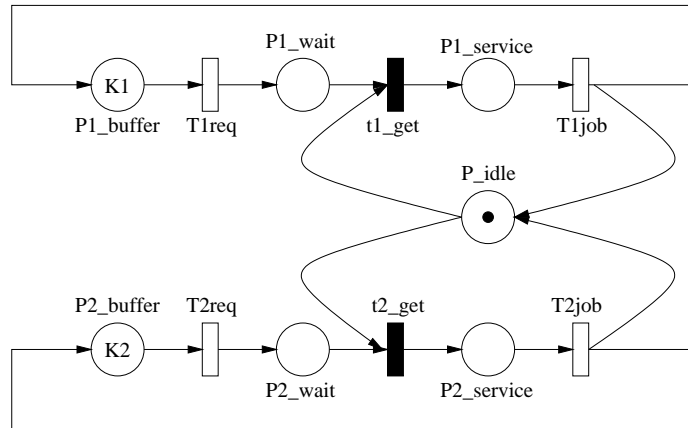 P1_wait
P1_service
K1
P1_buffer
T1req
t1_get
T1job
P_idle
P2_buffer
T2req
t2_get
T2job
K2
P2_wait
P2_service